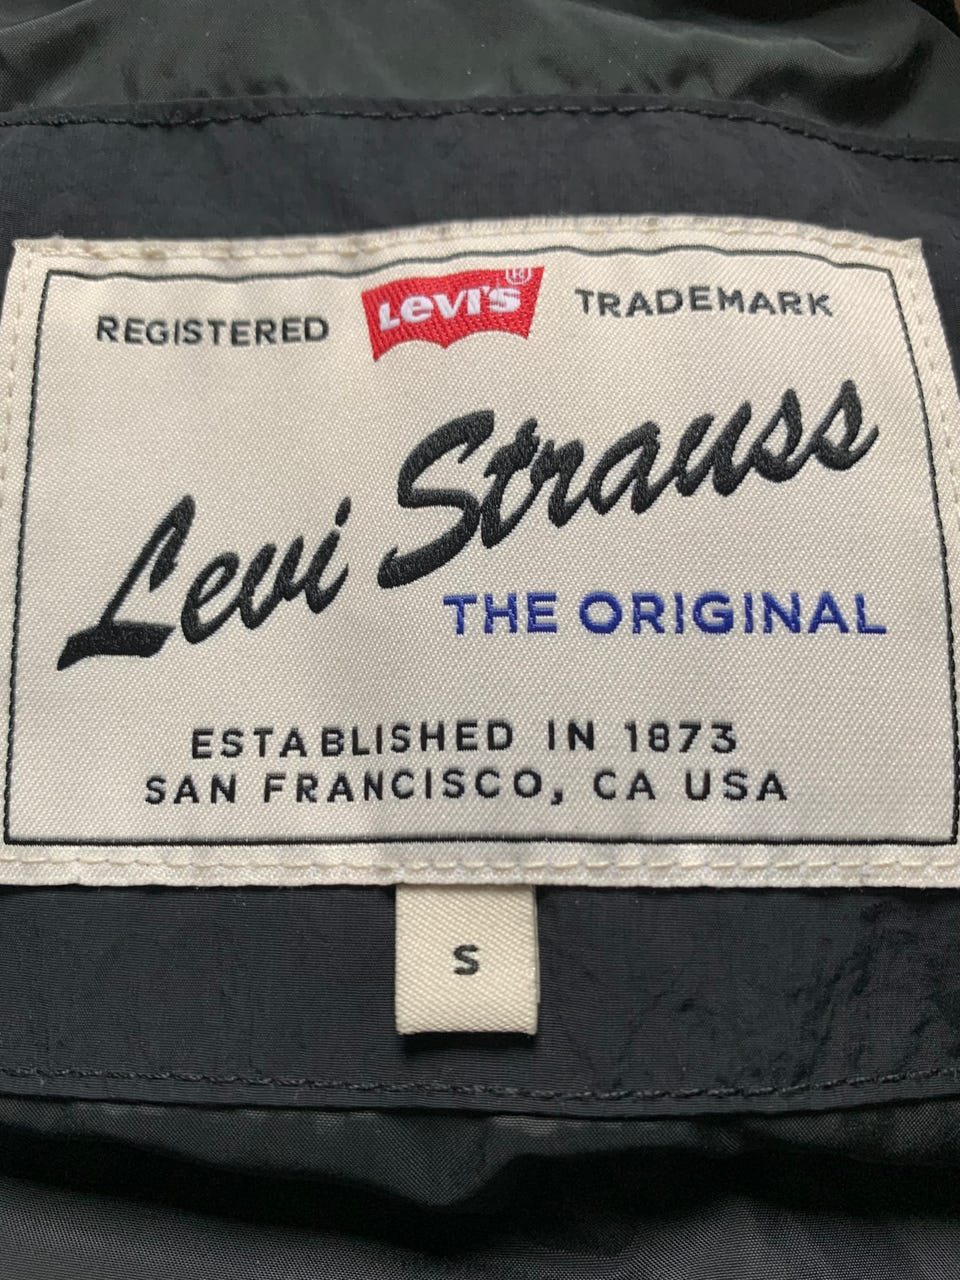 REGISTERED LEVI'S ® TRADEMARK
Levi Strauss
THE ORIGINAL
ESTABLISHED IN 1873
SAN FRANCISCO, CA USA
S